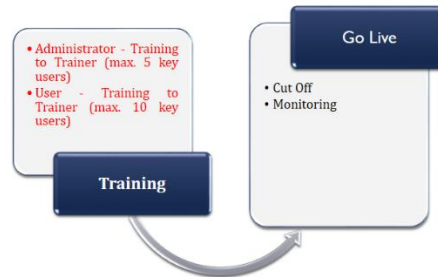 • Administrator - Training
to Trainer (max. 5 key
users)
• User - Training to
Trainer (max. 10 key
users)
Training
Go Live
• Cut Off
• Monitoring